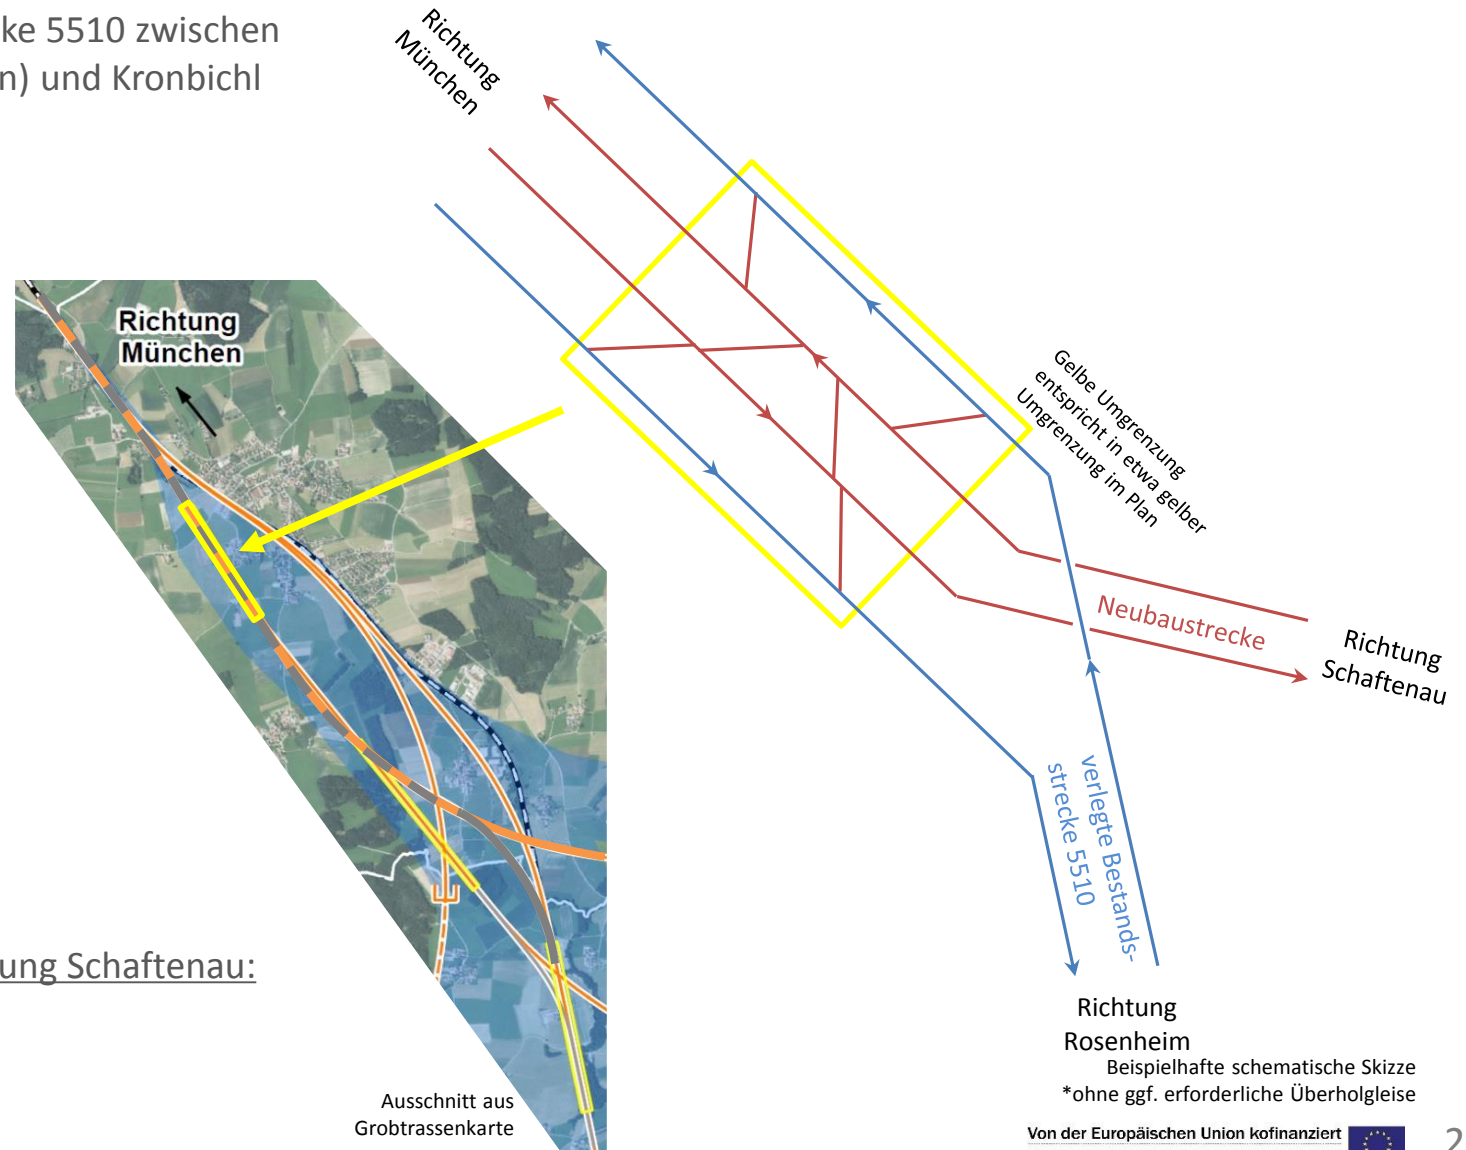 ke 5510 zwischen
n) und Kronbichl
Richtung
München
Richtung
München
Gelbe Umgrenzung
entspricht in etwa gelber
Umgrenzung im Plan
Neubaustrecke
Richtung
Schaftenau
verlegte Bestands-
strecke 5510
ung Schaftenau:
Richtung
Rosenheim
Beispielhafte schematische Skizze
*ohne ggf. erforderliche Überholgleise
Ausschnitt aus
Grobtrassenkarte
Von der Europäischen Union kofinanziert
2